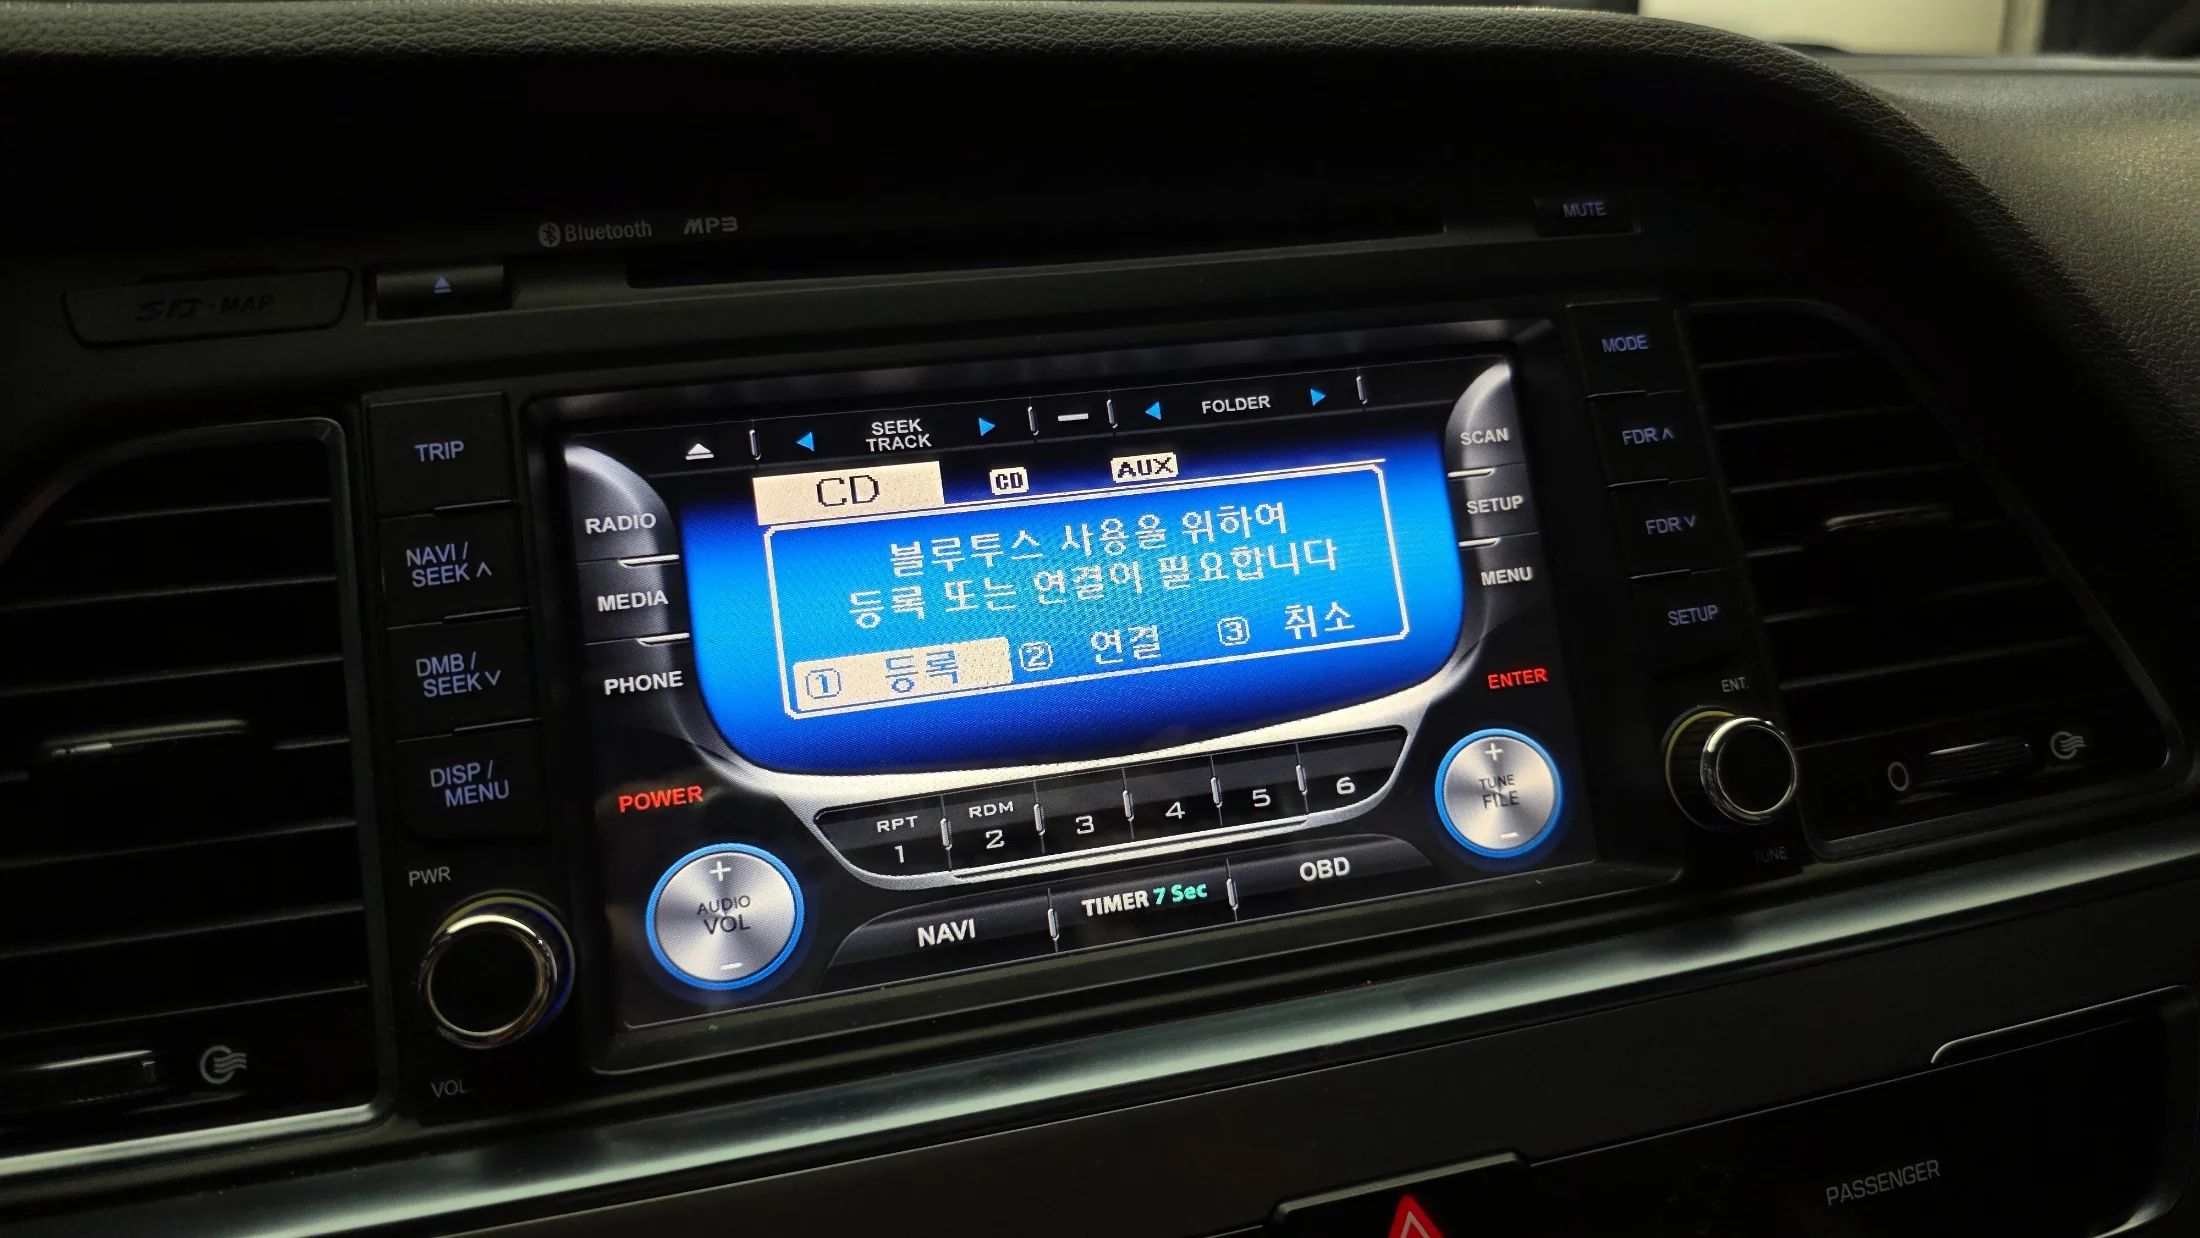 Bluetooth MP3
MUTE
SD-MAP
MODE
TRIP
FDR ∧
NAVI /
SEEK ∧
FDR ∨
DMB /
SEEK ∨
SETUP
DISP /
MENU
ENT.
PWR
TUNE
VOL
SEEK
TRACK
FOLDER
SCAN
CD CD AUX
RADIO
SETUP
블루투스 사용을 위하여
등록 또는 연결이 필요합니다
MEDIA
MENU
① 등록 ② 연결 ③ 취소
PHONE
ENTER
POWER
RPT
1
RDM
2
3
4
5
6
+
TUNE
FILE
−
+
AUDIO
VOL
−
NAVI
TIMER 7 Sec
OBD
PASSENGER